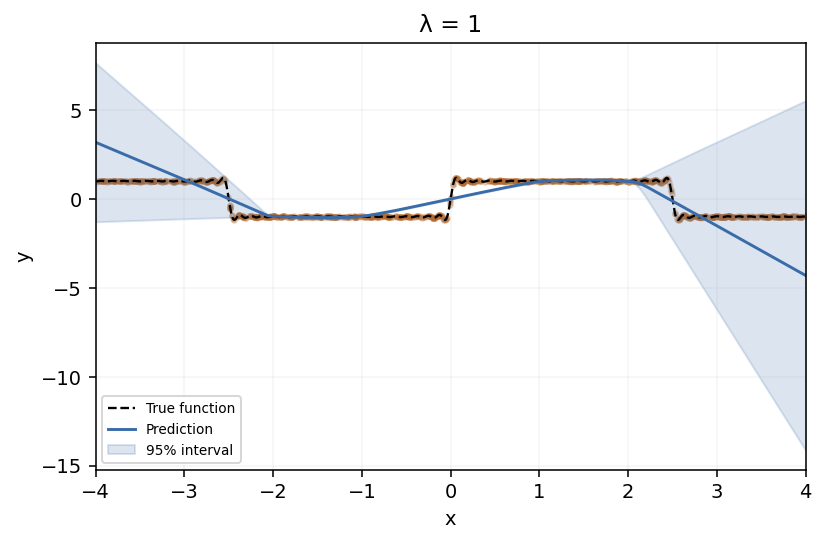 λ = 1
y
5
0
−5
−10
−15
True function
Prediction
95% interval
−4 −3 −2 −1 0 1 2 3 4
x